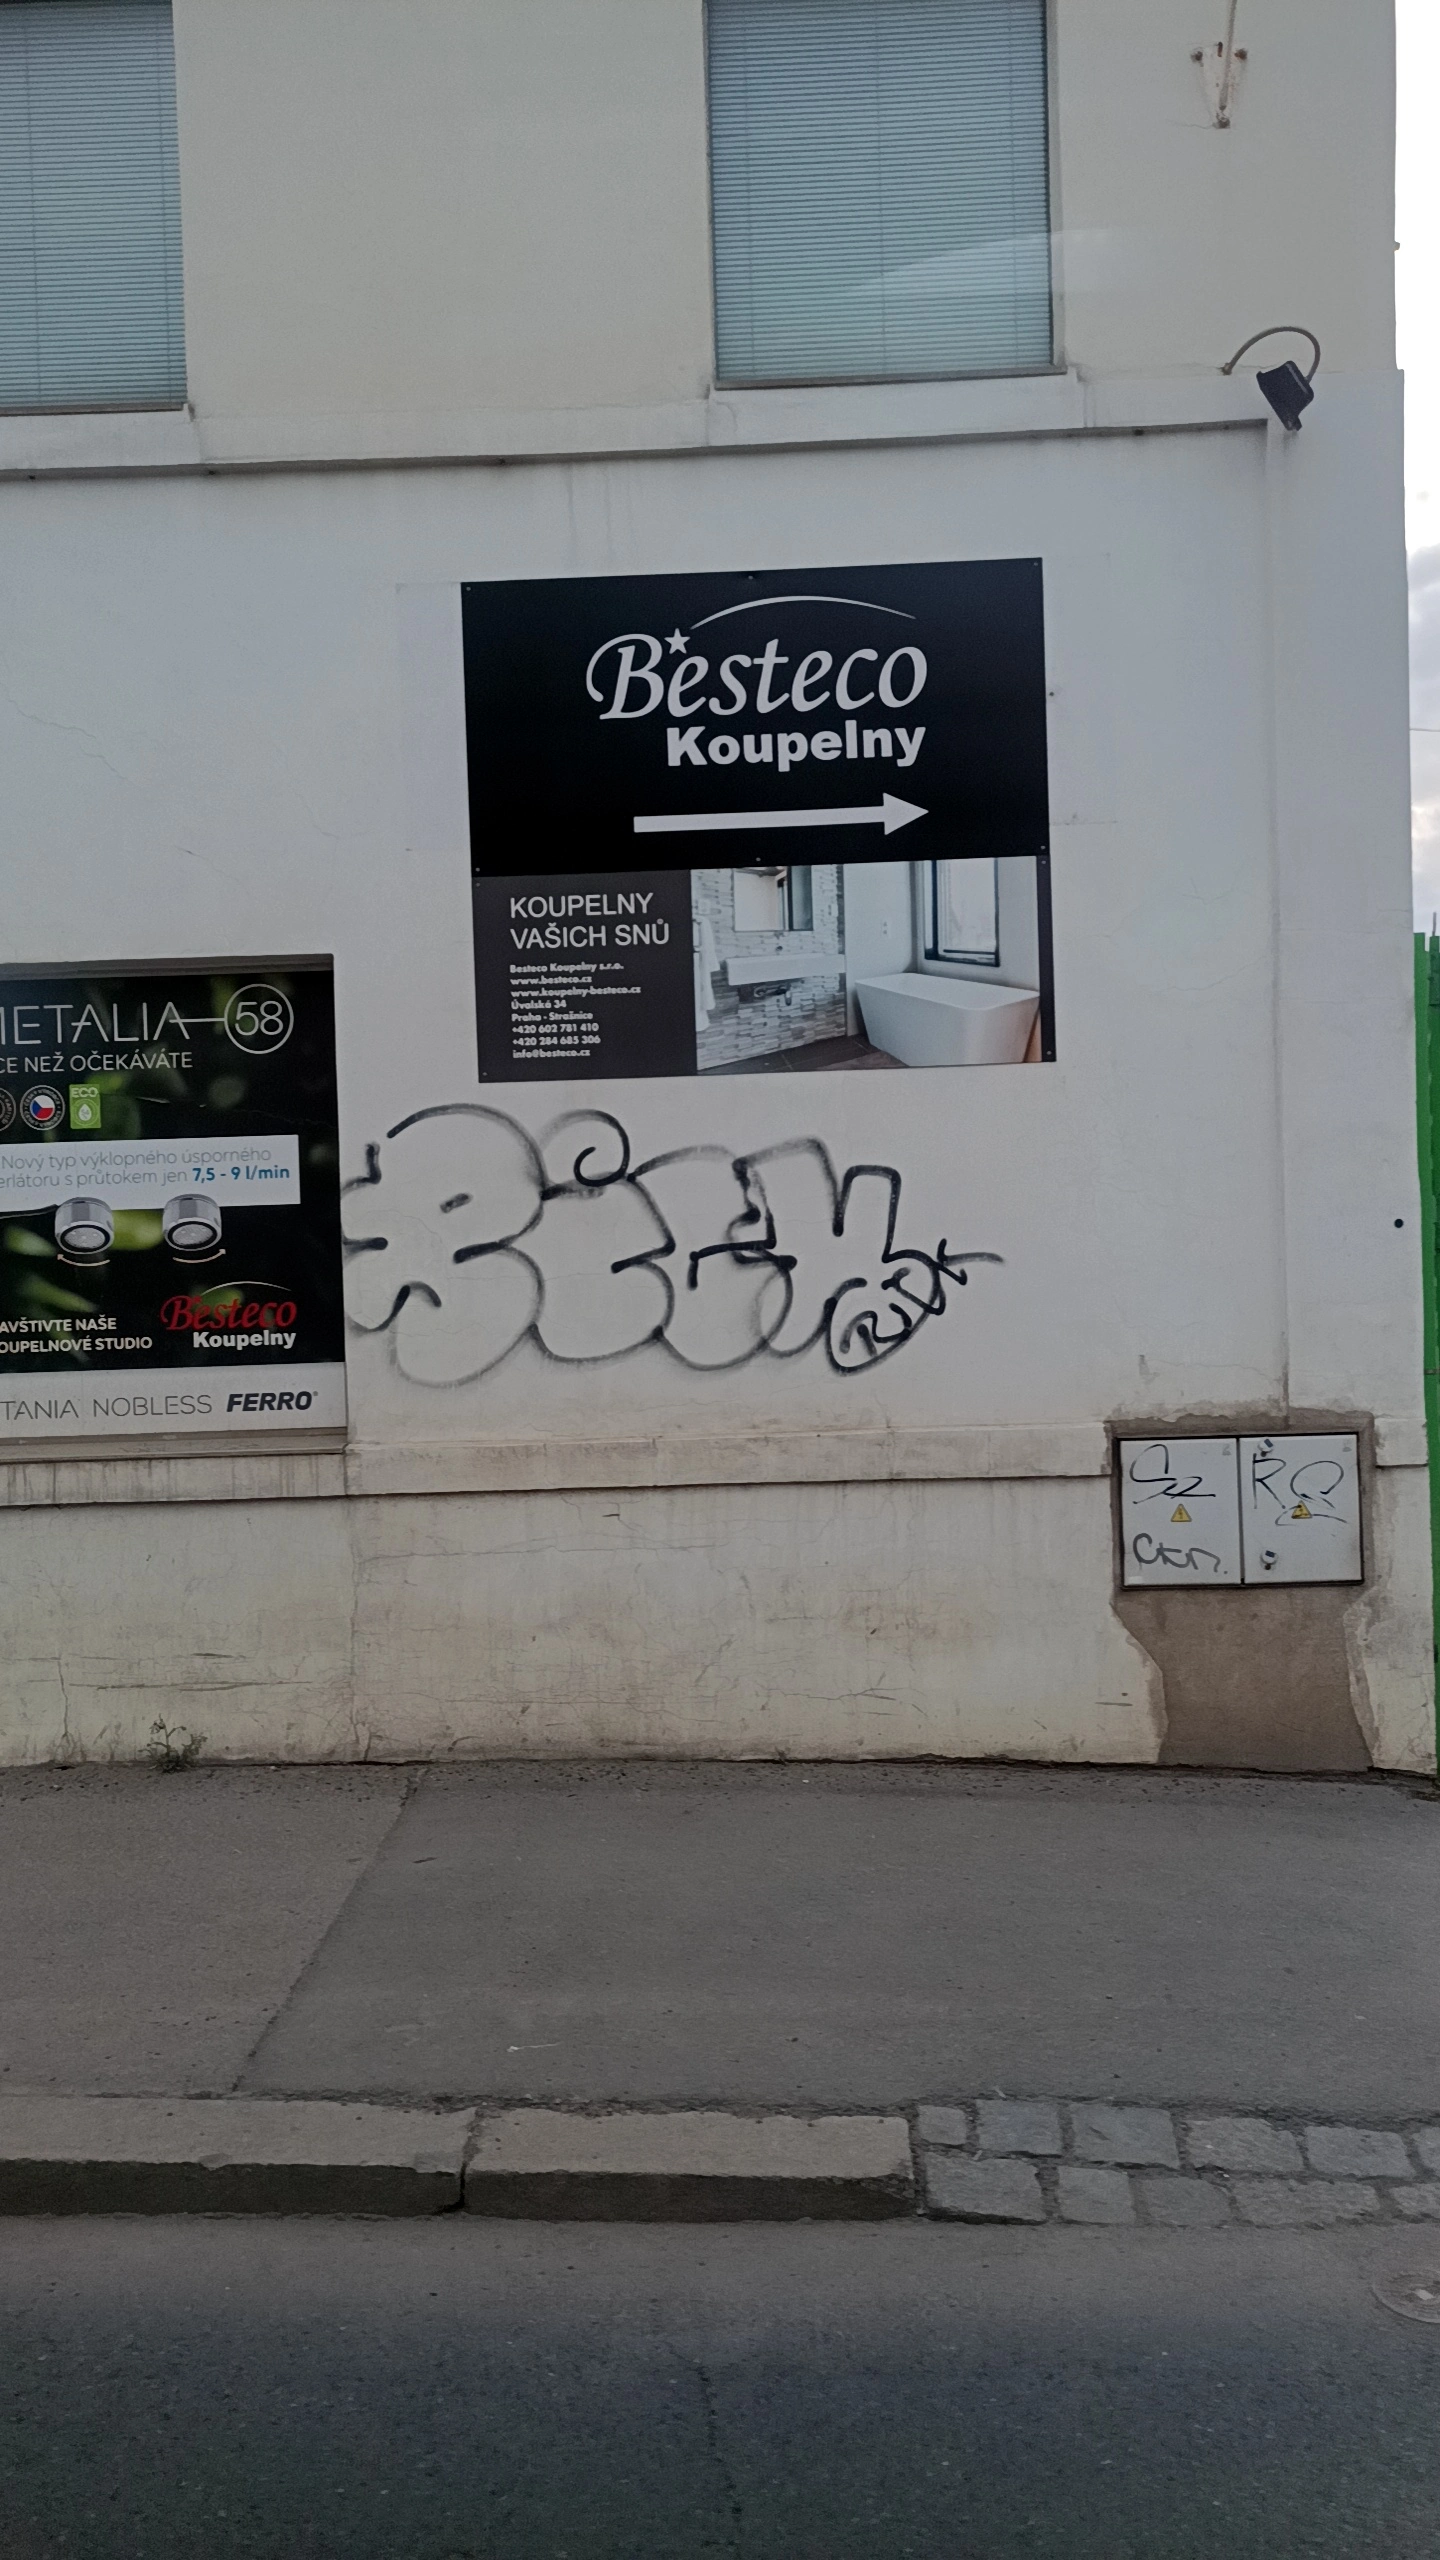 Besteco
Koupelny
KOUPELNY
VAŠICH SNŮ
Besteco Koupelny s.r.o.
www.besteco.cz
www.koupelny-besteco.cz
Úvalská 34
Praha - Strašnice
+420 602 781 410
+420 284 685 306
info@besteco.cz
METALIA 58
CE NEŽ OČEKÁVÁTE
ECO
Nový typ výklopného úsporného
erlátoru s průtokem jen 7,5 - 9 l/min
AVŠTIVTE NAŠE
OUPELNOVÉ STUDIO
Besteco
Koupelny
TANIA NOBLESS FERRO